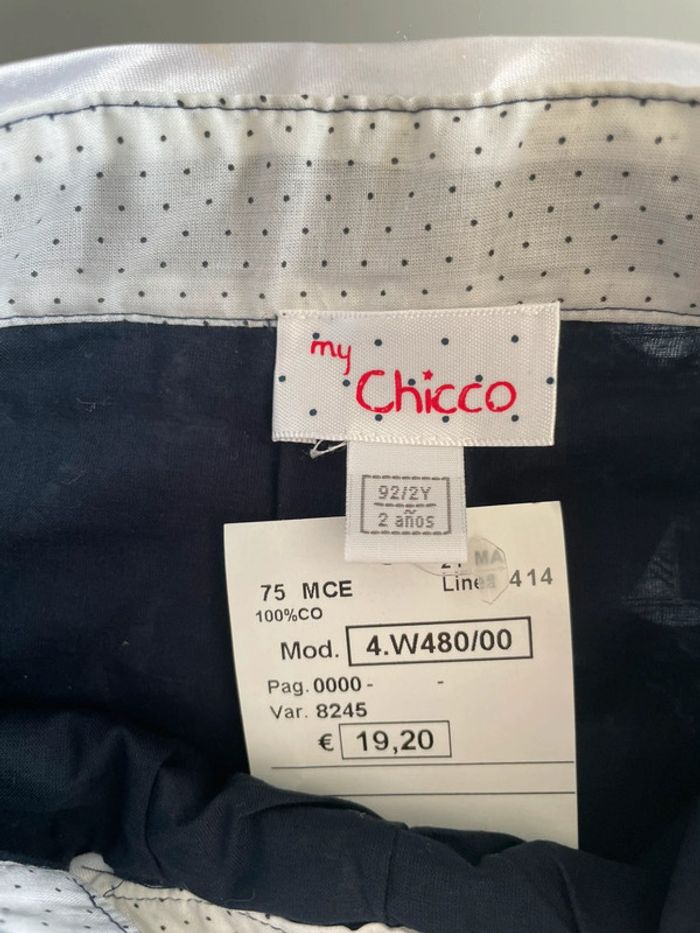 my
Chicco
92/2Y
2 años
MA
75 MCE
Linea 414
100%CO
Mod. 4.W480/00
Pag. 0000 - -
Var. 8245
€ 19,20